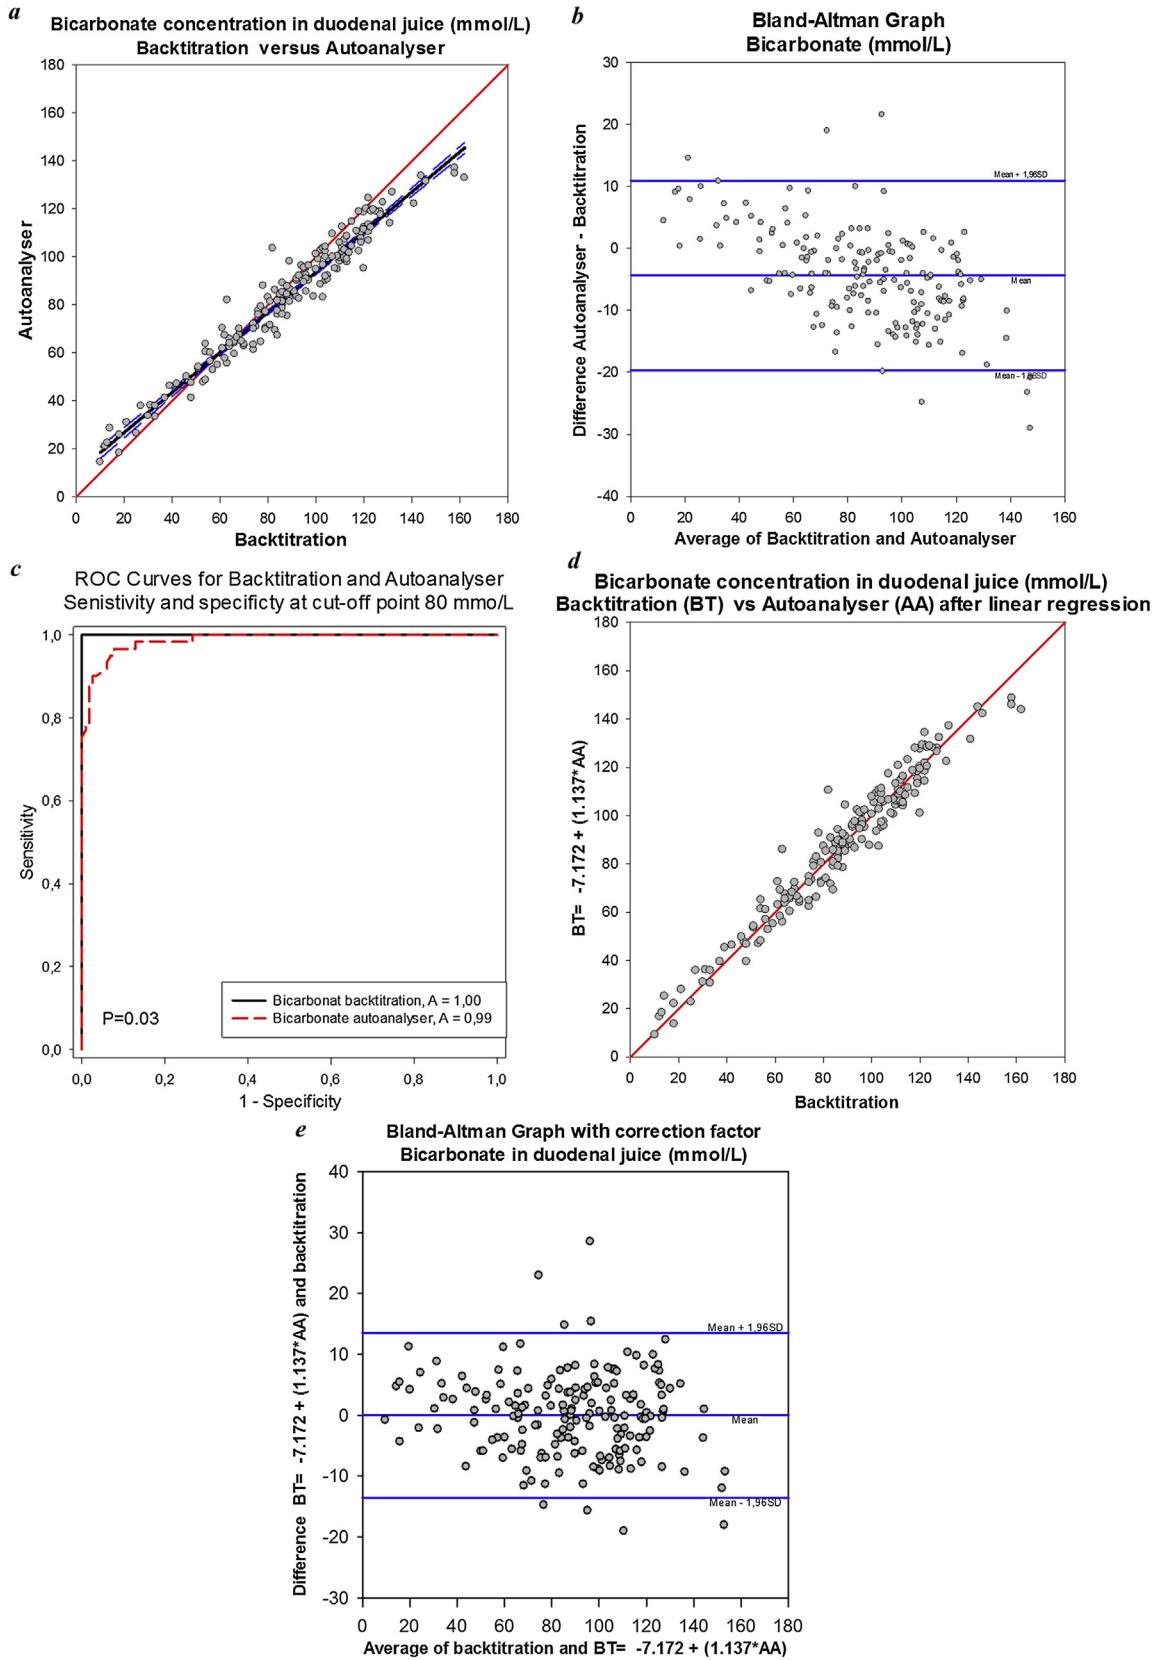 a
Bicarbonate concentration in duodenal juice (mmol/L)
Backtitration versus Autoanalyser
180
160
140
120
100
80
60
40
20
0
0 20 40 60 80 100 120 140 160 180
Autoanalyser
Backtitration
b
Bland-Altman Graph
Bicarbonate (mmol/L)
30
20
10
0
-10
-20
-30
-40
0 20 40 60 80 100 120 140 160
Difference Autoanalyser - Backtitration
Mean + 1,96SD
Mean
Mean - 1,96SD
Average of Backtitration and Autoanalyser
c
ROC Curves for Backtitration and Autoanalyser
Senistivity and specificty at cut-off point 80 mmo/L
1,0
0,8
0,6
0,4
0,2
0,0
0,0 0,2 0,4 0,6 0,8 1,0
Sensitivity
1 - Specificity
P=0.03
Bicarbonat backtitration, A = 1,00
Bicarbonate autoanalyser, A = 0,99
d
Bicarbonate concentration in duodenal juice (mmol/L)
Backtitration (BT) vs Autoanalyser (AA) after linear regression
180
160
140
120
100
80
60
40
20
0
0 20 40 60 80 100 120 140 160 180
BT= -7.172 + (1.137*AA)
Backtitration
e
Bland-Altman Graph with correction factor
Bicarbonate in duodenal juice (mmol/L)
40
30
20
10
0
-10
-20
-30
0 20 40 60 80 100 120 140 160 180
Difference BT= -7.172 + (1.137*AA) and backtitration
Mean + 1,96SD
Mean
Mean - 1,96SD
Average of backtitration and BT= -7.172 + (1.137*AA)